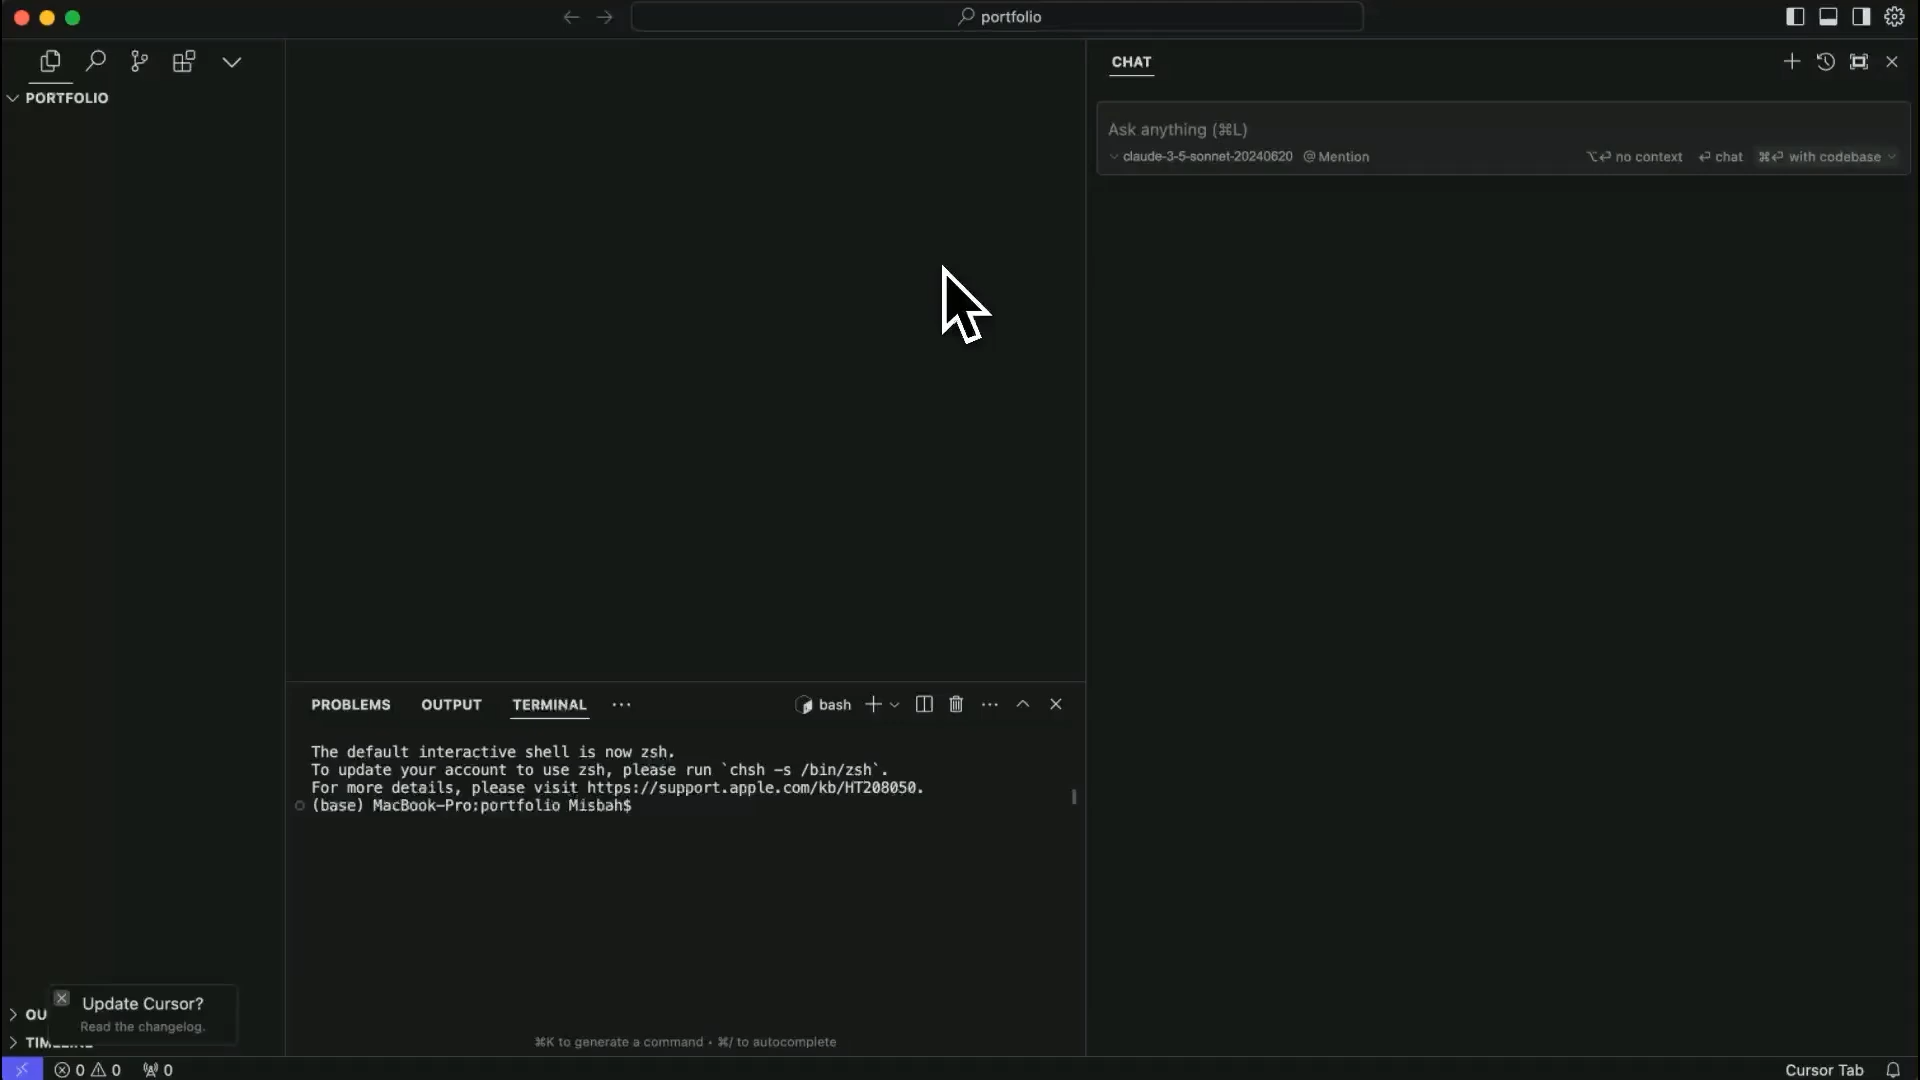 portfolio
PORTFOLIO
CHAT
Ask anything (⌘L)
claude-3-5-sonnet-20240620 @ Mention
⌥⏎ no context ⏎ chat ⌘⏎ with codebase
PROBLEMS OUTPUT TERMINAL ···
bash
The default interactive shell is now zsh.
To update your account to use zsh, please run `chsh -s /bin/zsh`.
For more details, please visit https://support.apple.com/kb/HT208050.
(base) MacBook-Pro:portfolio Misbah$
⌘K to generate a command • ⌘/ to autocomplete
Update Cursor?
Read the changelog.
OU
TIMELINE
0 0 0
Cursor Tab